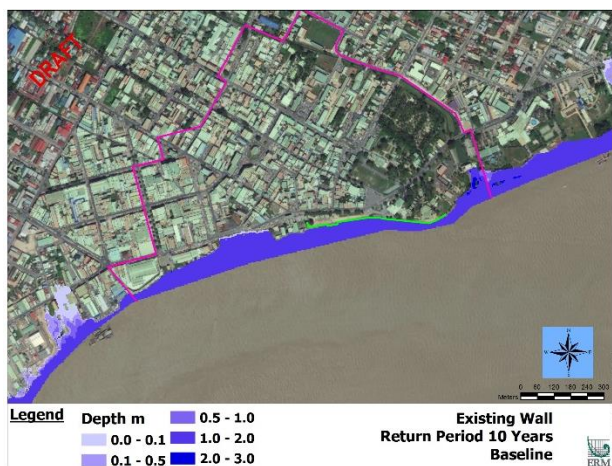 DRAFT
N
W E
S
0 60 120 180 240 300
Meters
Legend
Depth m
0.0 - 0.1
0.1 - 0.5
0.5 - 1.0
1.0 - 2.0
2.0 - 3.0
Existing Wall
Return Period 10 Years
Baseline
ERM